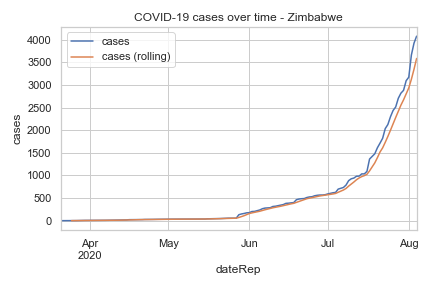 COVID-19 cases over time - Zimbabwe
cases
cases (rolling)
4000
3500
3000
2500
2000
1500
1000
500
0
cases
Apr
2020
May
Jun
Jul
Aug
dateRep